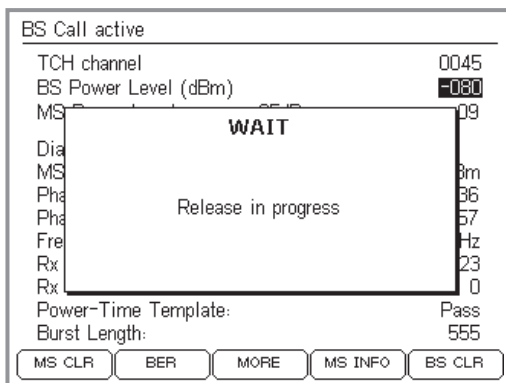 BS Call active
TCH channel 0045
BS Power Level (dBm) -080
MS 09
WAIT
Dia
MS Bm
Pha 36
Release in progress
Pha 57
Fre Hz
Rx 23
Rx 0
Power-Time Template: Pass
Burst Length: 555
MS CLR BER MORE MS INFO BS CLR